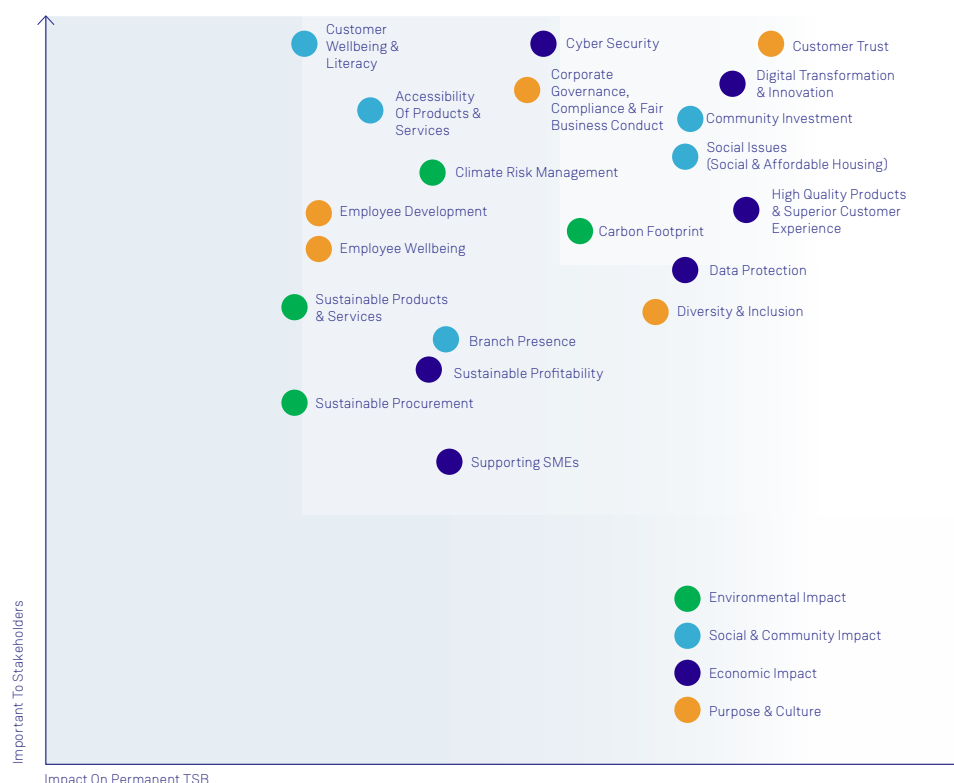 Customer
Wellbeing &
Literacy
Cyber Security
Customer Trust
Corporate
Governance,
Compliance & Fair
Business Conduct
Digital Transformation
& Innovation
Accessibility
Of Products &
Services
Community Investment
Social Issues
(Social & Affordable Housing)
Climate Risk Management
High Quality Products
& Superior Customer
Experience
Employee Development
Carbon Footprint
Employee Wellbeing
Data Protection
Sustainable Products
& Services
Diversity & Inclusion
Branch Presence
Sustainable Profitability
Sustainable Procurement
Supporting SMEs
Environmental Impact
Social & Community Impact
Economic Impact
Purpose & Culture
Important To Stakeholders
Impact On Permanent TSB